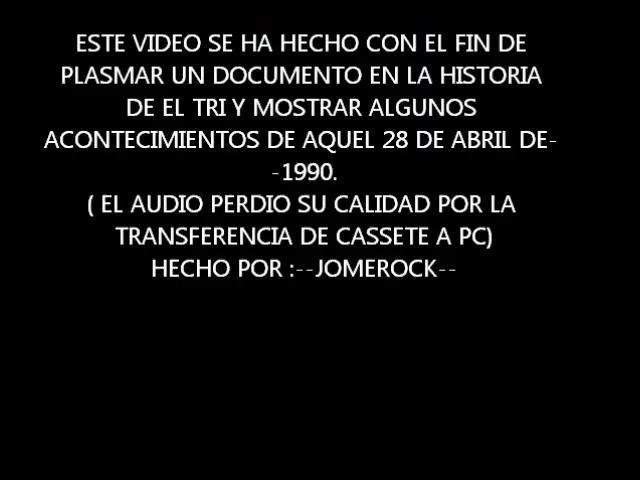 ESTE VIDEO SE HA HECHO CON EL FIN DE
PLASMAR UN DOCUMENTO EN LA HISTORIA
DE EL TRI Y MOSTRAR ALGUNOS
ACONTECIMIENTOS DE AQUEL 28 DE ABRIL DE-
-1990.
( EL AUDIO PERDIO SU CALIDAD POR LA
TRANSFERENCIA DE CASSETE A PC)
HECHO POR :--JOMEROCK--